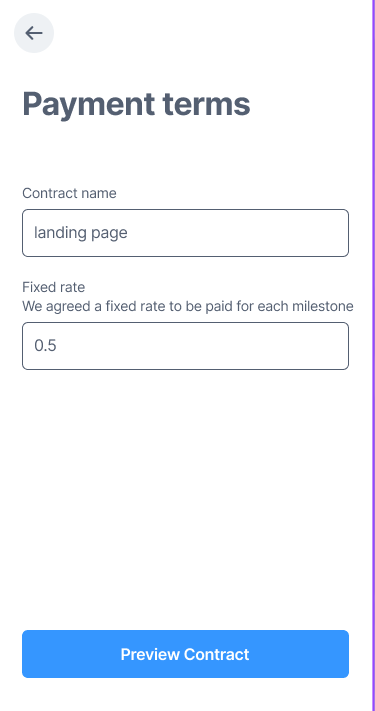 Payment terms
Contract name
landing page
Fixed rate
We agreed a fixed rate to be paid for each milestone
0.5
Preview Contract